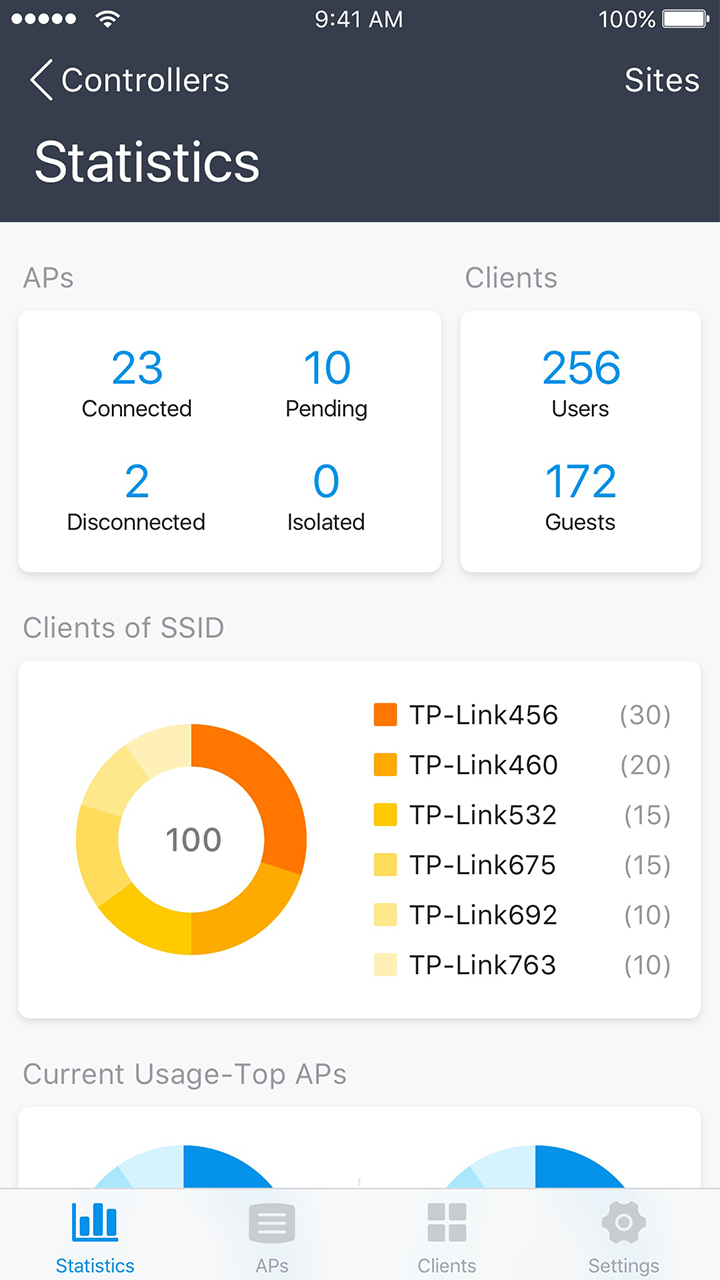 9:41 AM 100%
Controllers Sites
Statistics
APs Clients
23 10 256
Connected Pending Users
2 0 172
Disconnected Isolated Guests
Clients of SSID
TP-Link456 (30)
TP-Link460 (20)
TP-Link532 (15)
100
TP-Link675 (15)
TP-Link692 (10)
TP-Link763 (10)
Current Usage-Top APs
Statistics APs Clients Settings